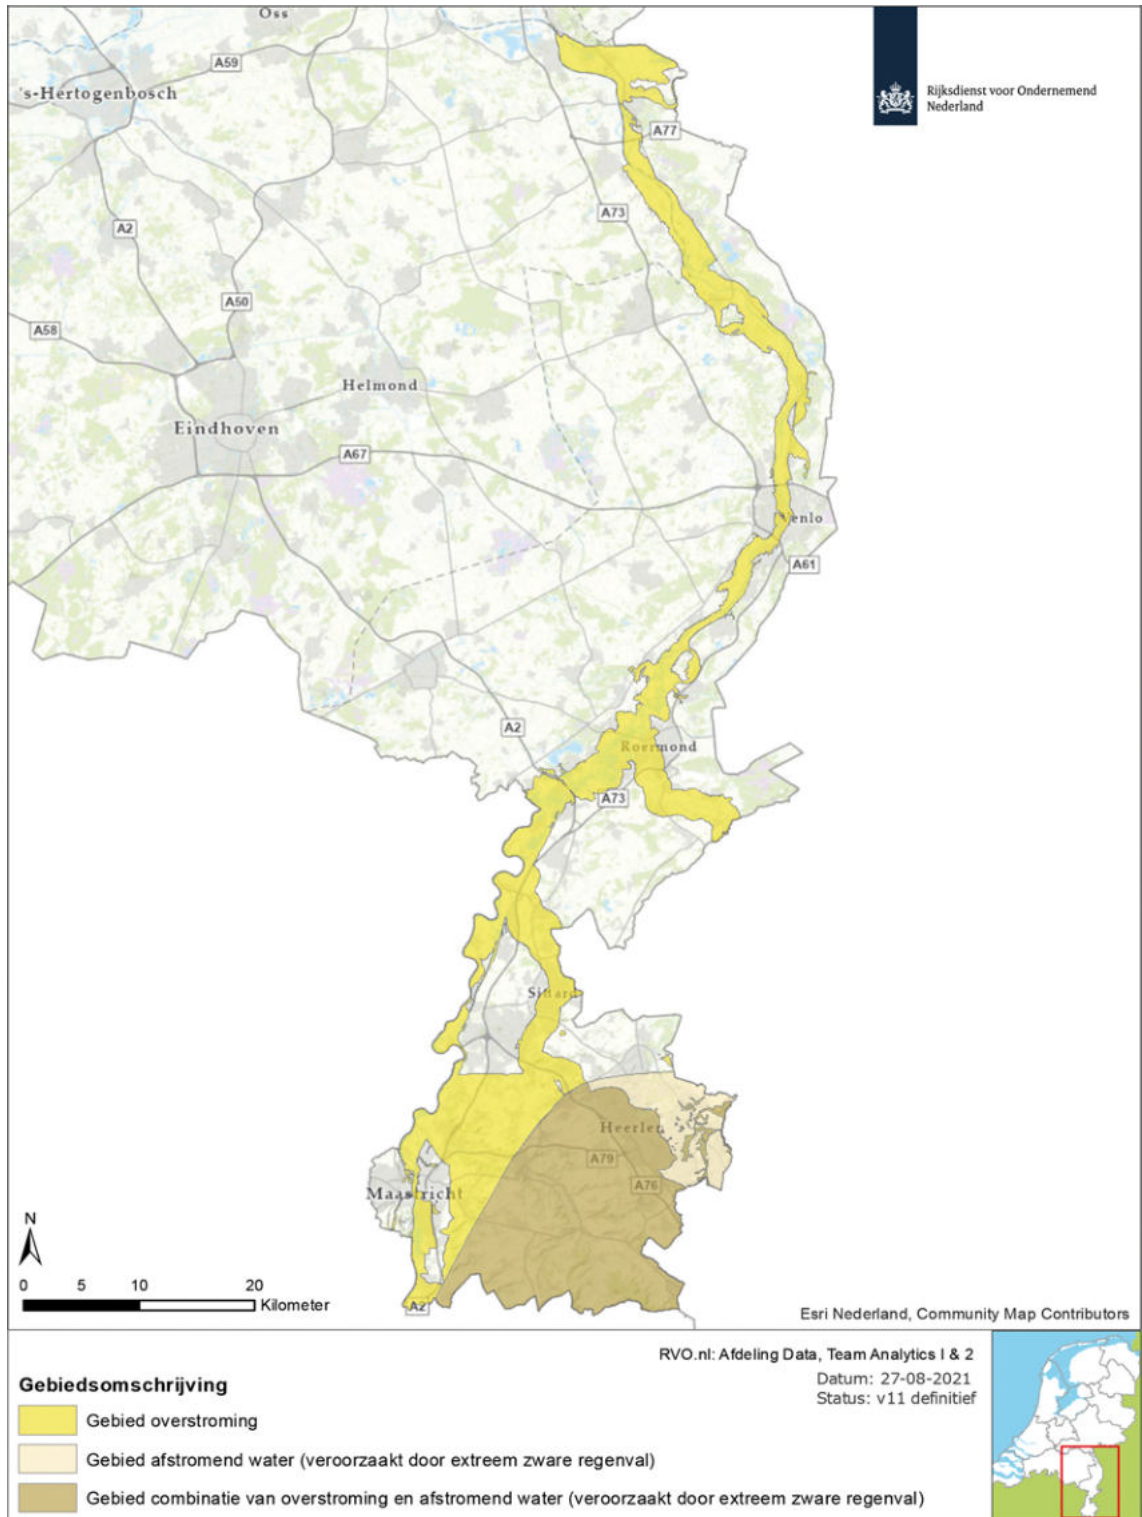 Oss
A59
's-Hertogenbosch
Rijksdienst voor Ondernemend
Nederland
A77
A73
A2
A50
A58
Helmond
Eindhoven
A67
Venlo
A61
A2
Roermond
A73
Sittard
Heerlen
A79
A76
Maastricht
N
0 5 10 20
Kilometer
A2
Esri Nederland, Community Map Contributors
RVO.nl: Afdeling Data, Team Analytics I & 2
Datum: 27-08-2021
Status: v11 definitief
Gebiedsomschrijving
Gebied overstroming
Gebied afstromend water (veroorzaakt door extreem zware regenval)
Gebied combinatie van overstroming en afstromend water (veroorzaakt door extreem zware regenval)